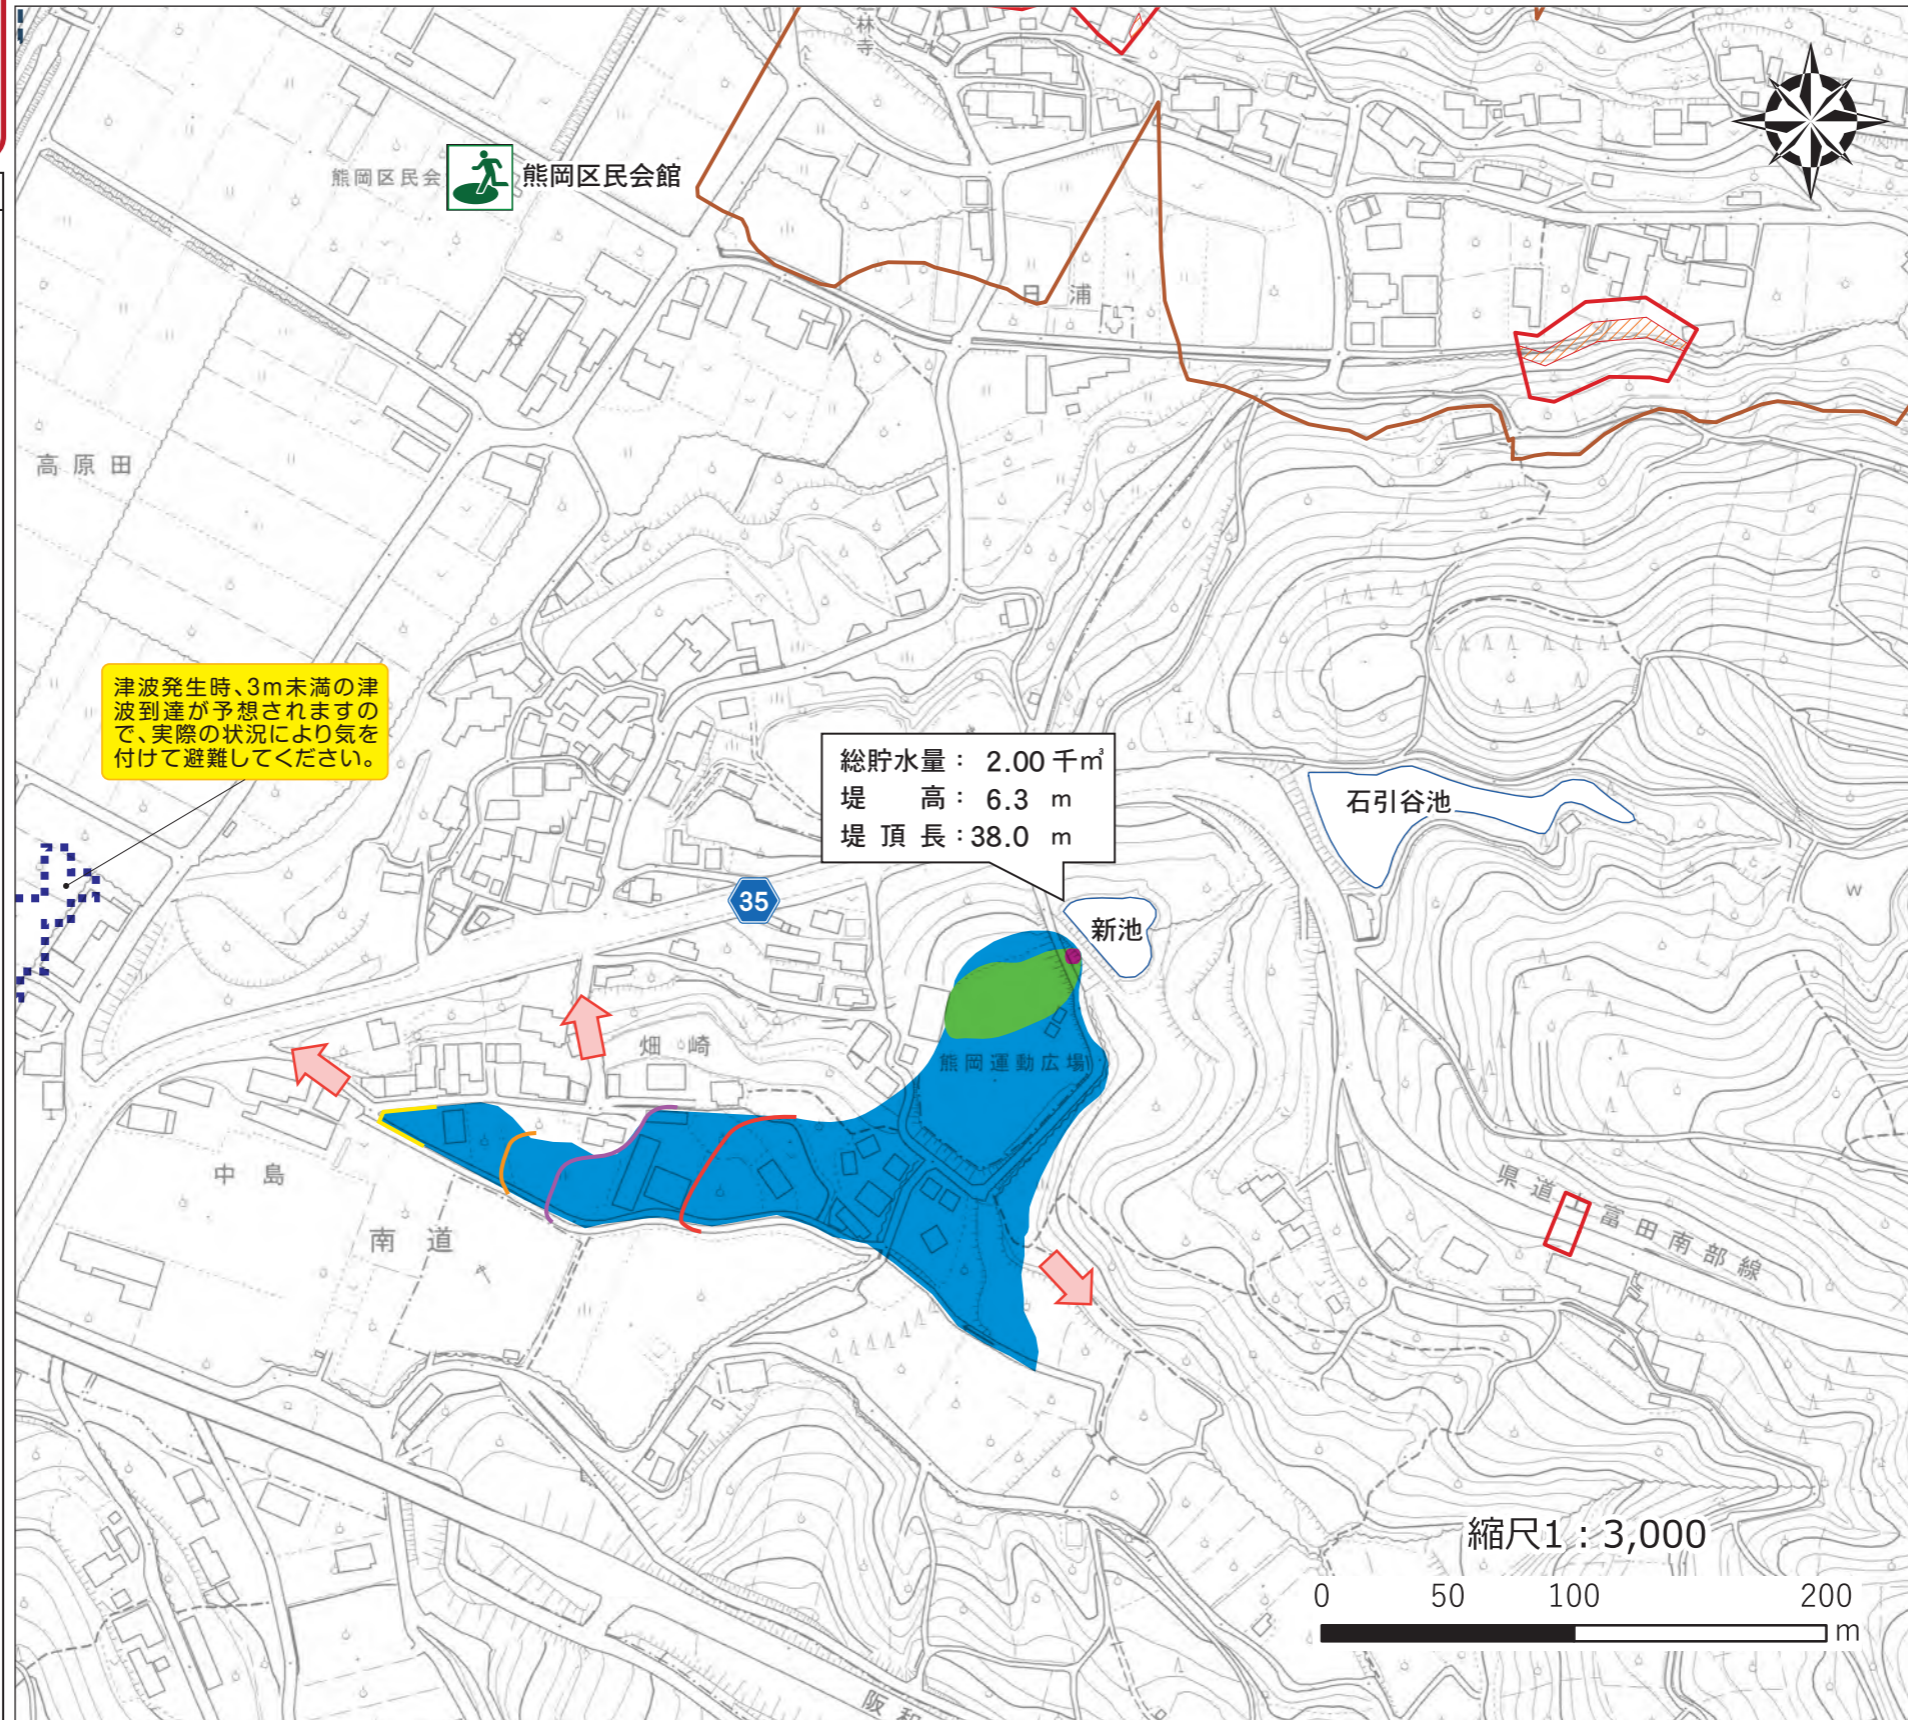 林寺
熊岡区民会
熊岡区民会館
日浦
高原田
津波発生時、3m未満の津
波到達が予想されますの
で、実際の状況により気を
付けて避難してください。
総貯水量： 2.00 千㎥
堤　　高： 6.3 m
堤 頂 長：38.0 m
石引谷池
35
新池
畑崎
熊岡運動広場
中島
南道
県道上富田南部線
縮尺1：3,000
0 50 100 200
m
阪和